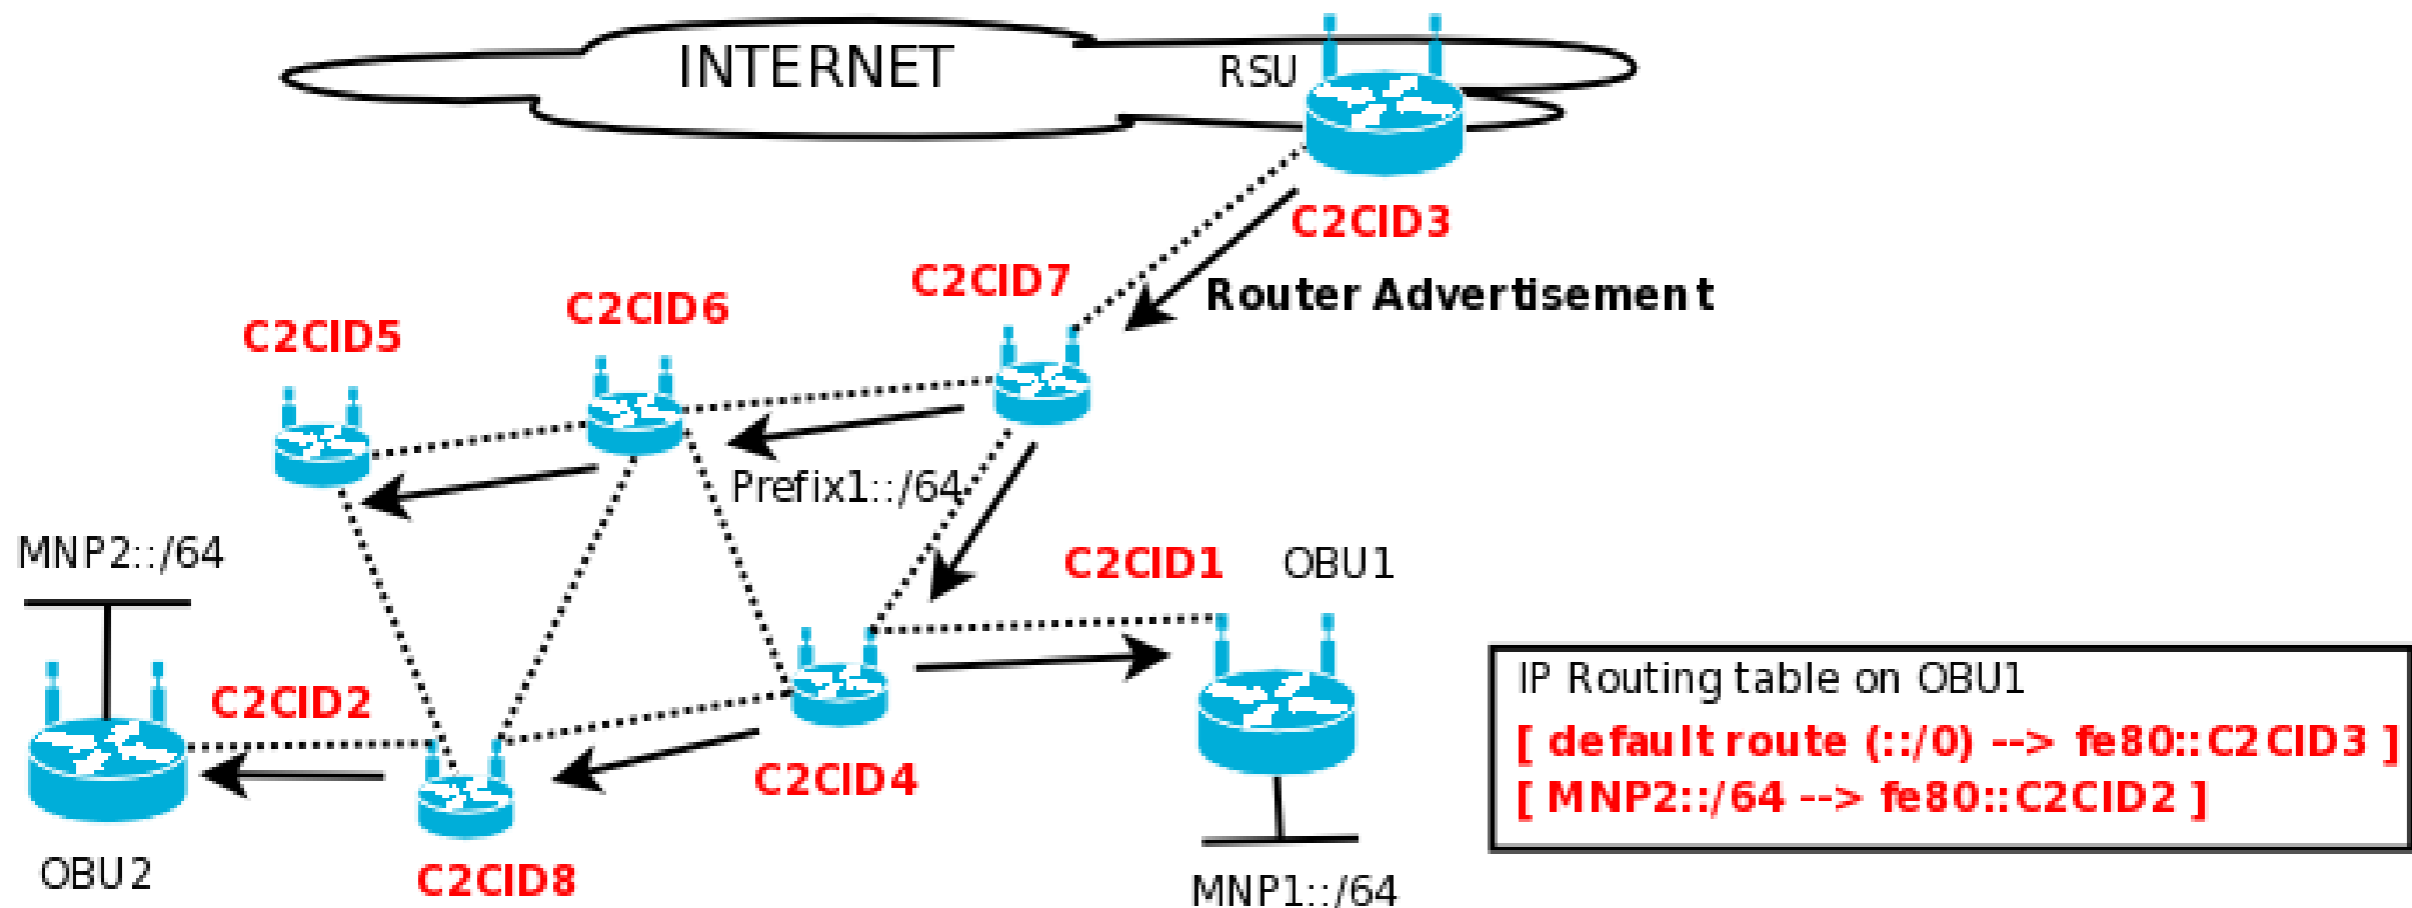 INTERNET
RSU
C2CID3
C2CID7
Router Advertisement
C2CID6
C2CID5
Prefix1::/64
MNP2::/64
C2CID1
OBU1
IP Routing table on OBU1
[ default route (::/0) --> fe80::C2CID3 ]
[ MNP2::/64 --> fe80::C2CID2 ]
C2CID2
C2CID4
OBU2
C2CID8
MNP1::/64